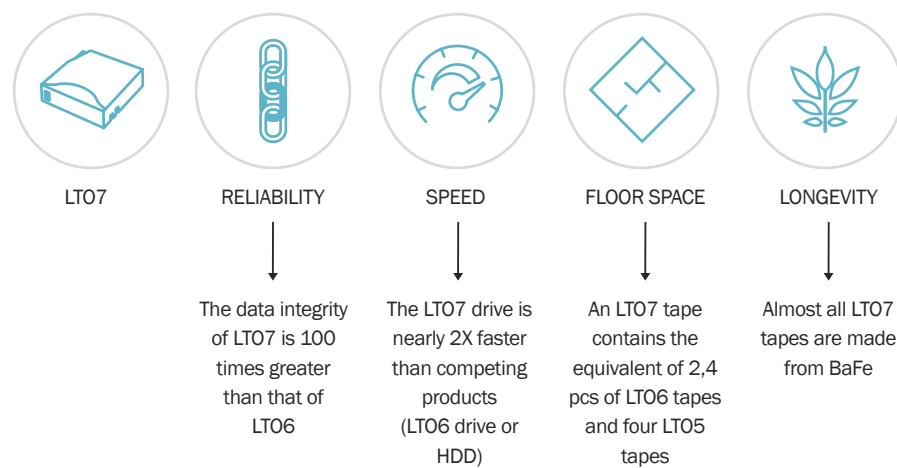 LTO7
RELIABILITY
SPEED
FLOOR SPACE
LONGEVITY
The data integrity
of LTO7 is 100
times greater
than that of
LTO6
The LTO7 drive is
nearly 2X faster
than competing
products
(LTO6 drive or
HDD)
An LTO7 tape
contains the
equivalent of 2,4
pcs of LTO6 tapes
and four LTO5
tapes
Almost all LTO7
tapes are made
from BaFe